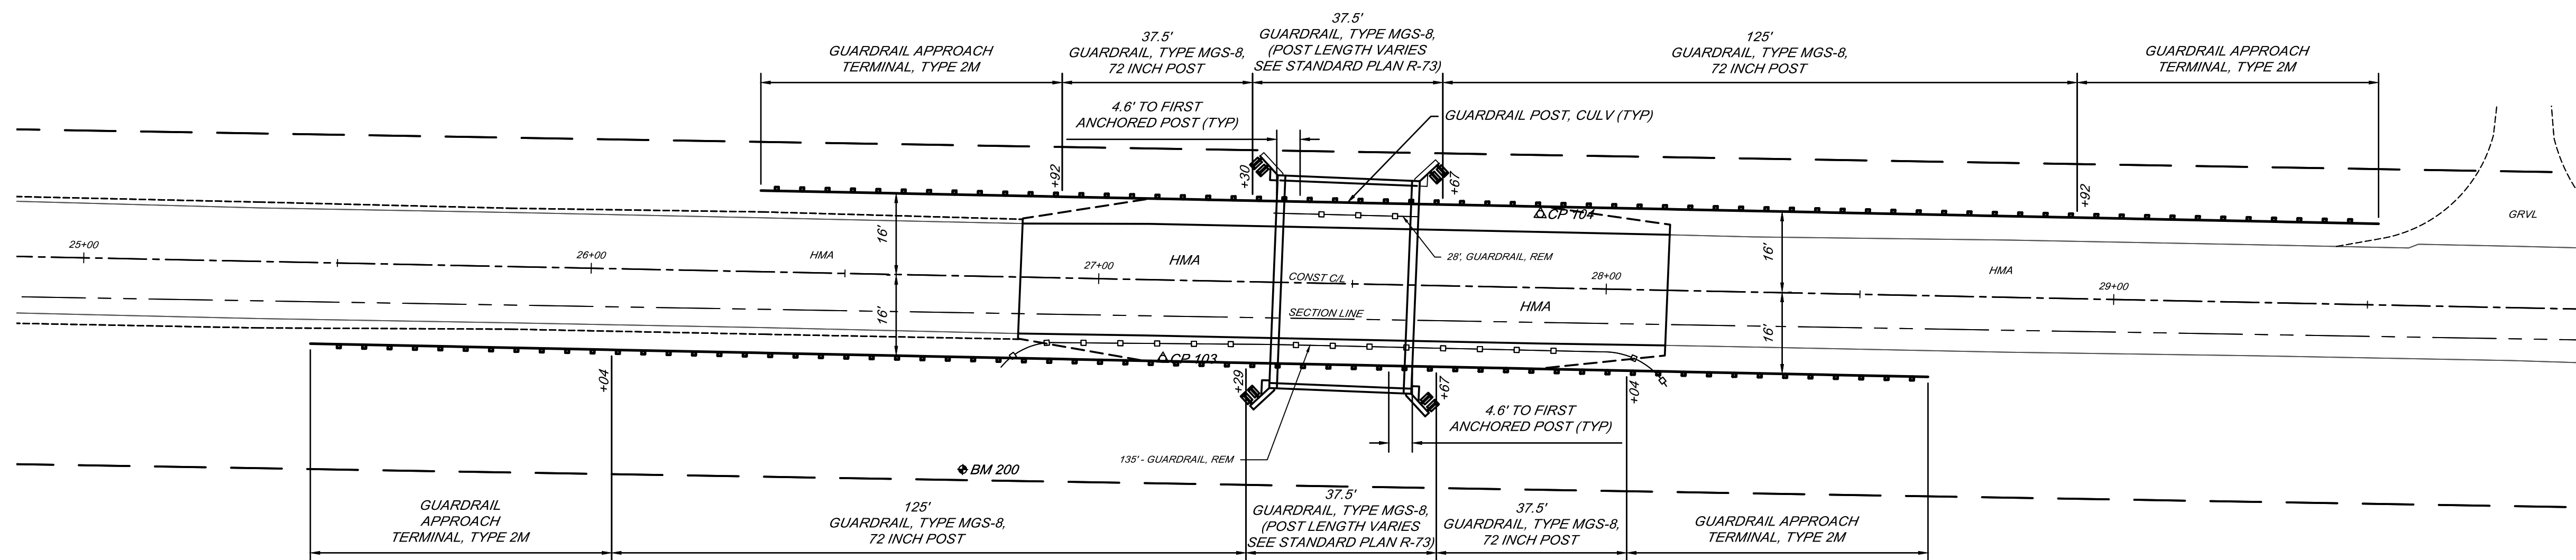 GUARDRAIL APPROACH
TERMINAL, TYPE 2M
37.5'
GUARDRAIL, TYPE MGS-8,
72 INCH POST
37.5'
GUARDRAIL, TYPE MGS-8,
(POST LENGTH VARIES
SEE STANDARD PLAN R-73)
125'
GUARDRAIL, TYPE MGS-8,
72 INCH POST
GUARDRAIL APPROACH
TERMINAL, TYPE 2M
4.6' TO FIRST
ANCHORED POST (TYP)
GUARDRAIL POST, CULV (TYP)
+92
+30
+67
+92
CP 104
GRVL
16'
16'
25+00
26+00
HMA
27+00
HMA
28', GUARDRAIL, REM
CONST C/L
28+00
HMA
29+00
16'
SECTION LINE
HMA
16'
CP 103
+04
+29
+67
+04
4.6' TO FIRST
ANCHORED POST (TYP)
135' - GUARDRAIL, REM
BM 200
GUARDRAIL
APPROACH
TERMINAL, TYPE 2M
125'
GUARDRAIL, TYPE MGS-8,
72 INCH POST
37.5'
GUARDRAIL, TYPE MGS-8,
(POST LENGTH VARIES
SEE STANDARD PLAN R-73)
37.5'
GUARDRAIL, TYPE MGS-8,
72 INCH POST
GUARDRAIL APPROACH
TERMINAL, TYPE 2M